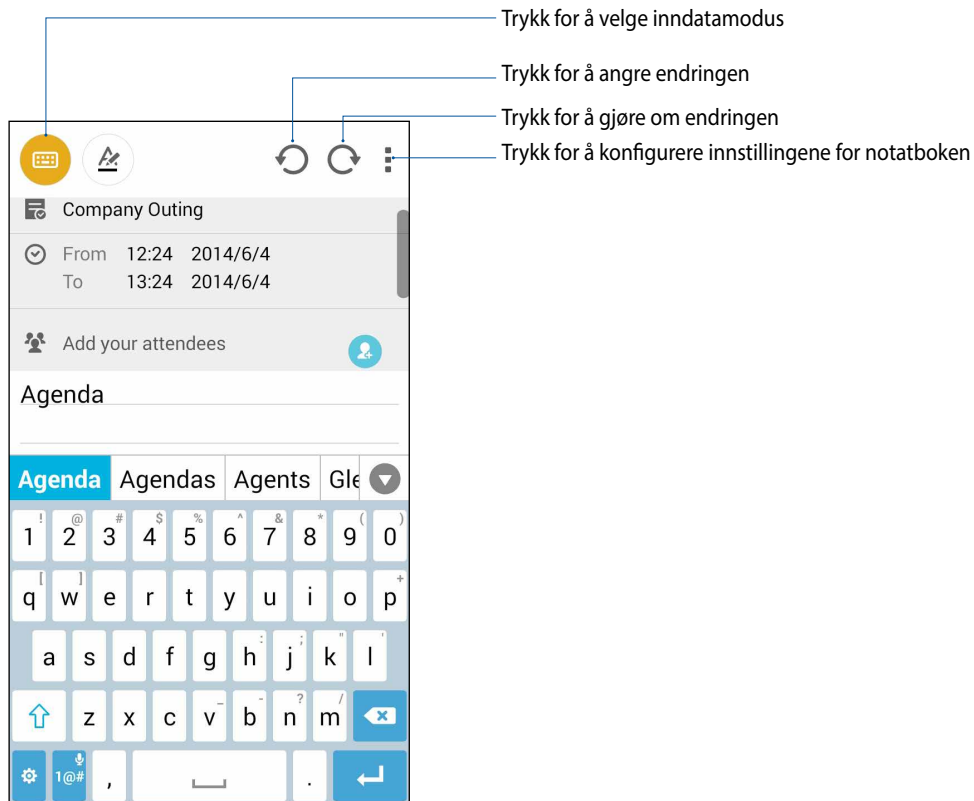 Trykk for å velge inndatamodus
Trykk for å angre endringen
Trykk for å gjøre om endringen
Trykk for å konfigurere innstillingene for notatboken
Company Outing
From 12:24 2014/6/4
To 13:24 2014/6/4
Add your attendees
Agenda
Agenda Agendas Agents Gle
! @ # $ % ^ & * ( )
1 2 3 4 5 6 7 8 9 0
[ ] +
q w e r t y u i o p
: ; " '
a s d f g h j k l
_ - ? /
z x c v b n m
1@# , .